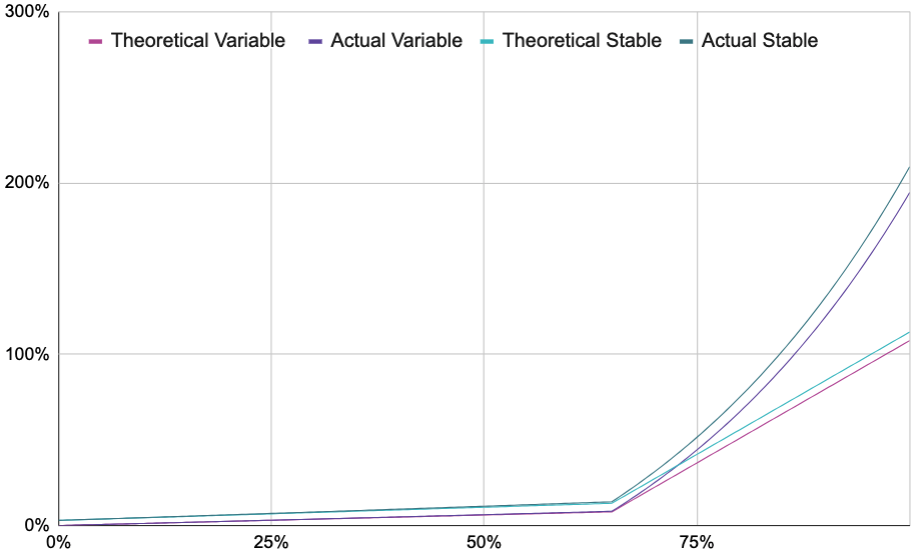 300%
Theoretical Variable Actual Variable Theoretical Stable Actual Stable
200%
100%
0%
0% 25% 50% 75%